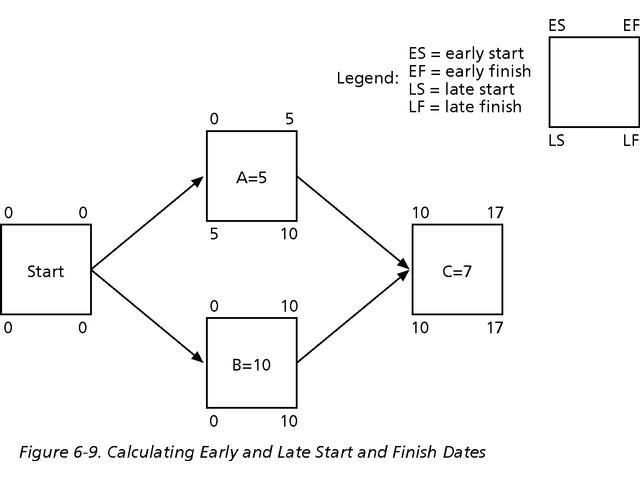 ES EF
Legend:
ES = early start
EF = early finish
LS = late start
LF = late finish
LS LF
0 5
A=5
5 10
0 0
Start
0 0
10 17
C=7
10 17
0 10
B=10
0 10
Figure 6-9. Calculating Early and Late Start and Finish Dates